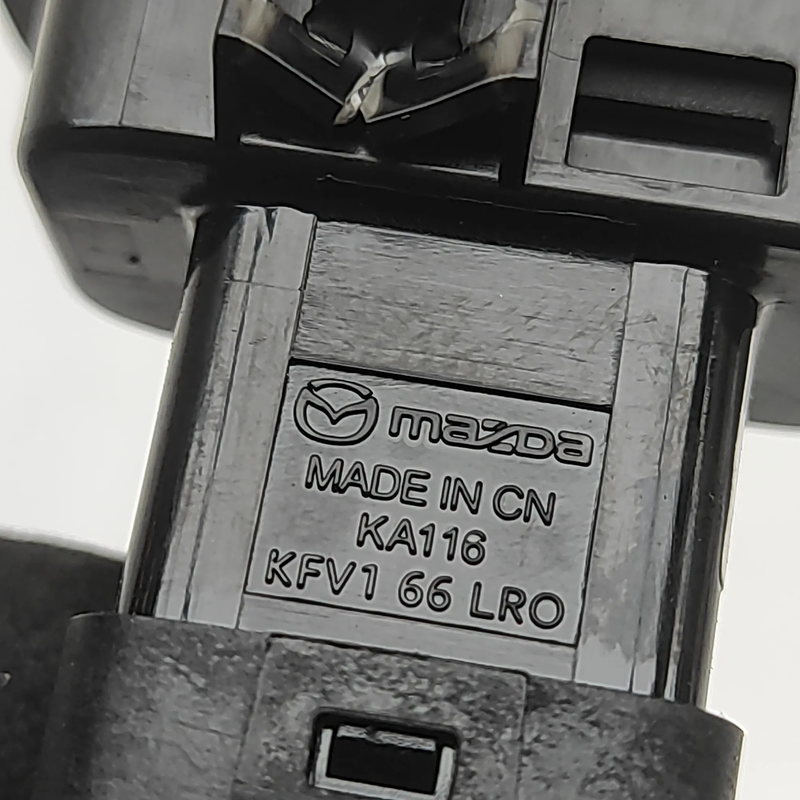 mazda
MADE IN CN
KA116
KFV1 66 LRO